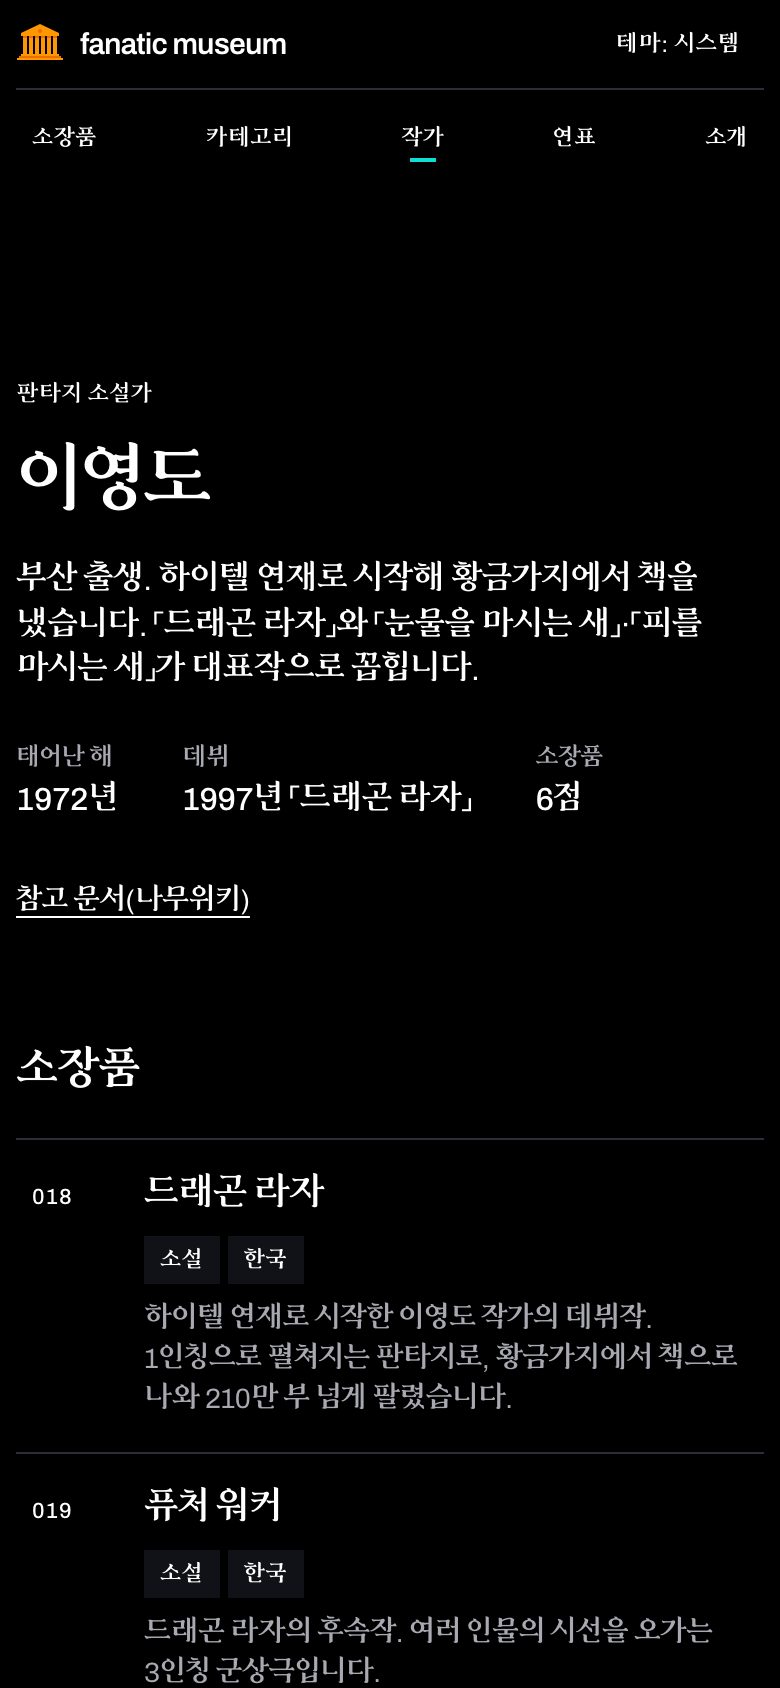 fanatic museum
테마: 시스템
소장품 카테고리 작가 연표 소개
판타지 소설가
이영도
부산 출생. 하이텔 연재로 시작해 황금가지에서 책을
냈습니다. 「드래곤 라자」와 「눈물을 마시는 새」·「피를
마시는 새」가 대표작으로 꼽힙니다.
태어난 해 데뷔 소장품
1972년 1997년 「드래곤 라자」 6점
참고 문서(나무위키)
소장품
018 드래곤 라자
소설 한국
하이텔 연재로 시작한 이영도 작가의 데뷔작.
1인칭으로 펼쳐지는 판타지로, 황금가지에서 책으로
나와 210만 부 넘게 팔렸습니다.
019 퓨처 워커
소설 한국
드래곤 라자의 후속작. 여러 인물의 시선을 오가는
3인칭 군상극입니다.